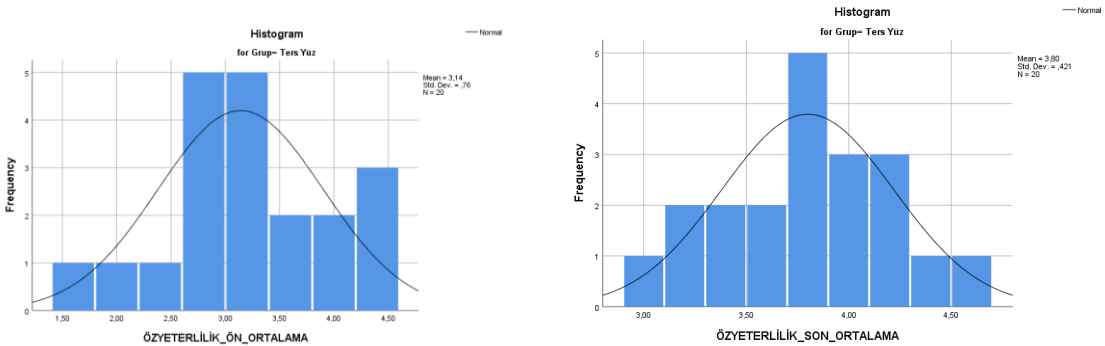 Histogram
Normal
for Grup= Ters Yüz
Mean = 3,14
Std. Dev. = ,76
N = 20
5
4
3
2
1
0
Frequency
1,50 2,00 2,50 3,00 3,50 4,00 4,50
ÖZYETERLİLİK_ÖN_ORTALAMA
Histogram
Normal
for Grup= Ters Yüz
Mean = 3,80
Std. Dev. = ,421
N = 20
5
4
3
2
1
0
Frequency
3,00 3,50 4,00 4,50
ÖZYETERLİLİK_SON_ORTALAMA